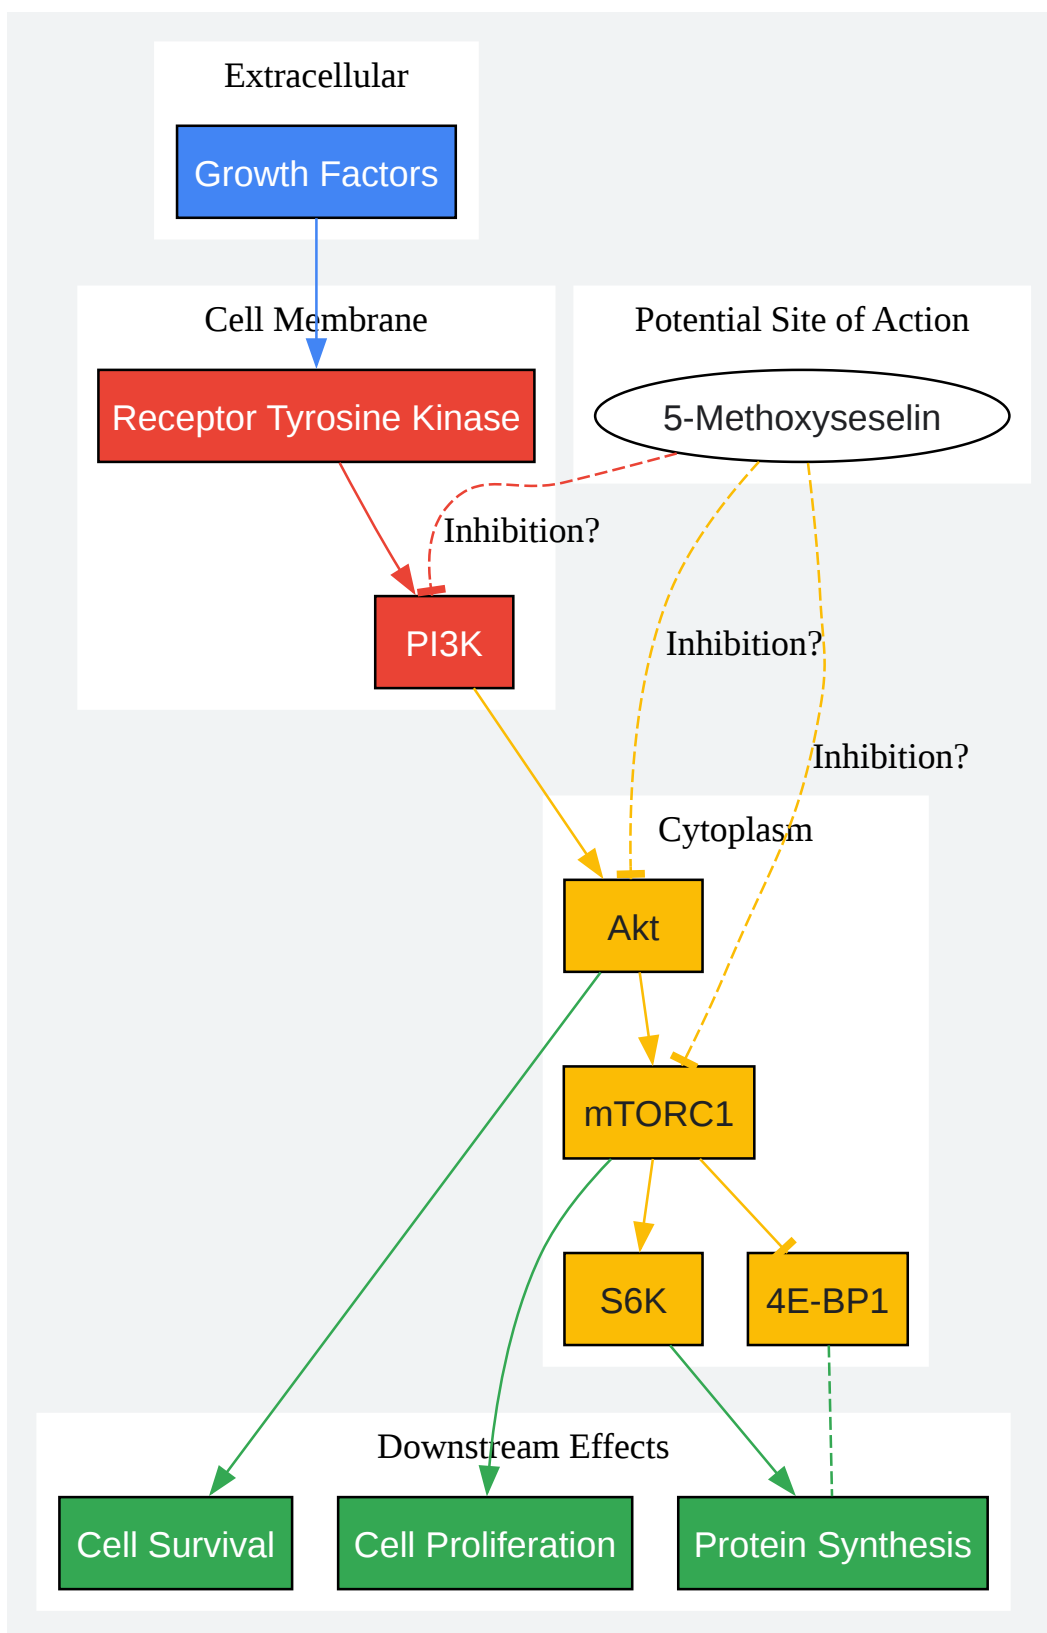 Extracellular
Growth Factors
Cell Membrane
Potential Site of Action
Receptor Tyrosine Kinase
5-Methoxyseselin
Inhibition?
PI3K
Inhibition?
Inhibition?
Cytoplasm
Akt
mTORC1
S6K
4E-BP1
Downstream Effects
Cell Survival
Cell Proliferation
Protein Synthesis